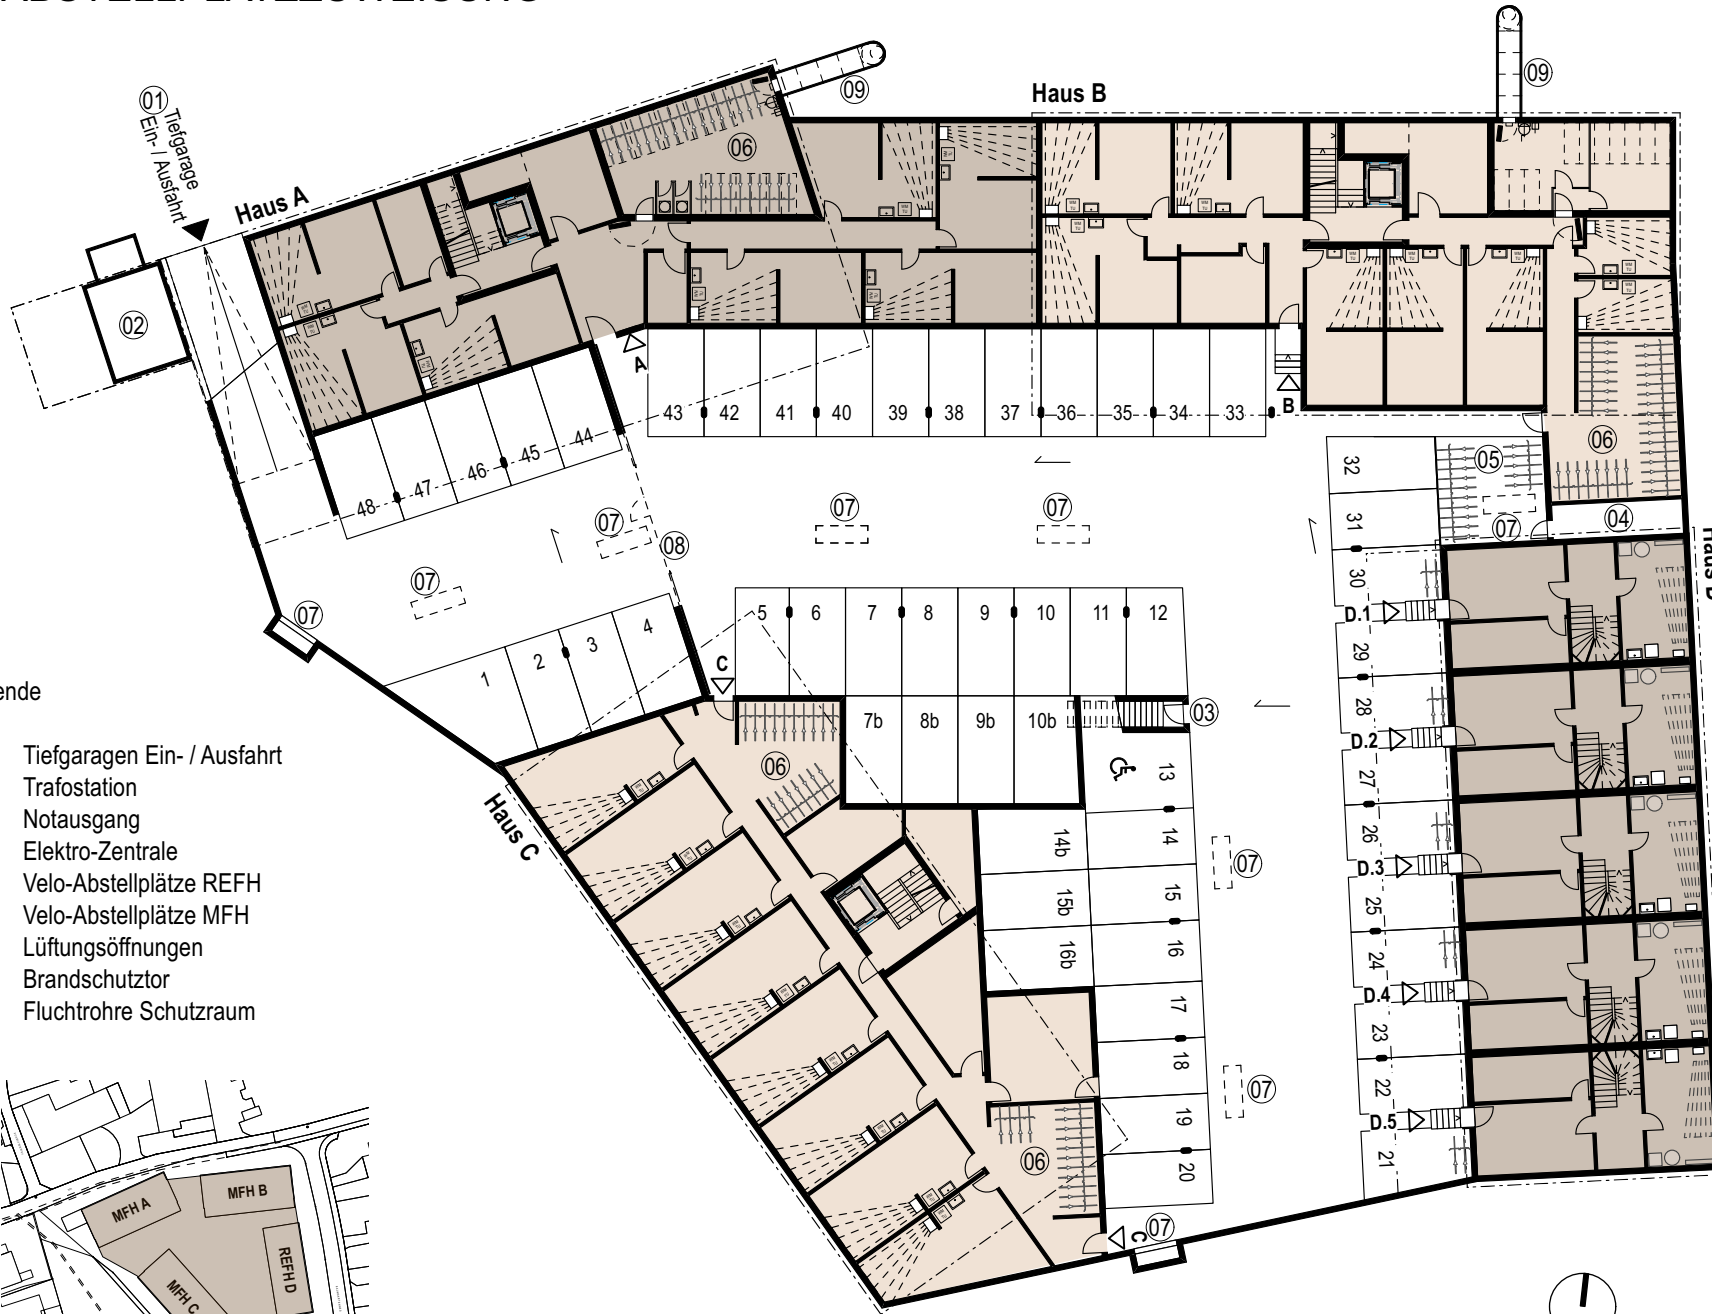 01 Tiefgarage
Ein- / Ausfahrt
02
Haus A
06
09
Haus B
09
A
43 42 41 40 39 38 37 36 35 34 33
B
48 47 46 45 44
07
07
08
07
07
07
32
31
30
29
28
27
26
25
24
23
22
21
05
06
07
04
D.1
D.2
D.3
D.4
D.5
1 2 3 4
5 6 7 8 9 10 11 12
C
7b 8b 9b 10b
03
06
13
14
15
16
17
18
19
20
14b
15b
16b
07
07
06
C
07
Haus C
ende
Tiefgaragen Ein- / Ausfahrt
Trafostation
Notausgang
Elektro-Zentrale
Velo-Abstellplätze REFH
Velo-Abstellplätze MFH
Lüftungsöffnungen
Brandschutztor
Fluchtrohre Schutzraum
MFH A
MFH B
MFH C
REFH D